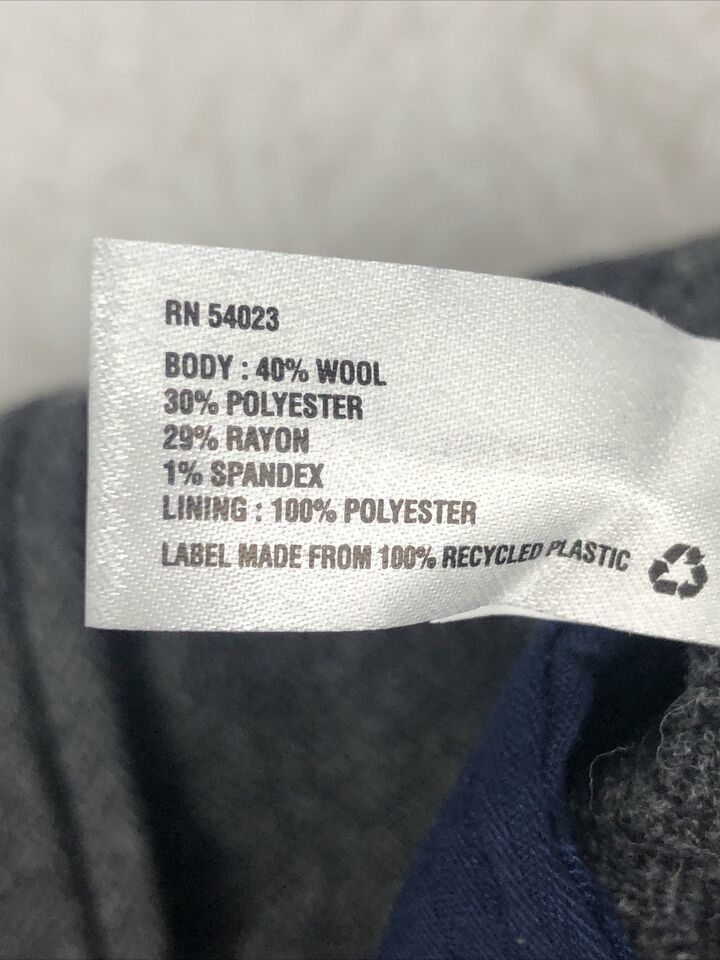 RN 54023
BODY : 40% WOOL
30% POLYESTER
29% RAYON
1% SPANDEX
LINING : 100% POLYESTER
LABEL MADE FROM 100% RECYCLED PLASTIC